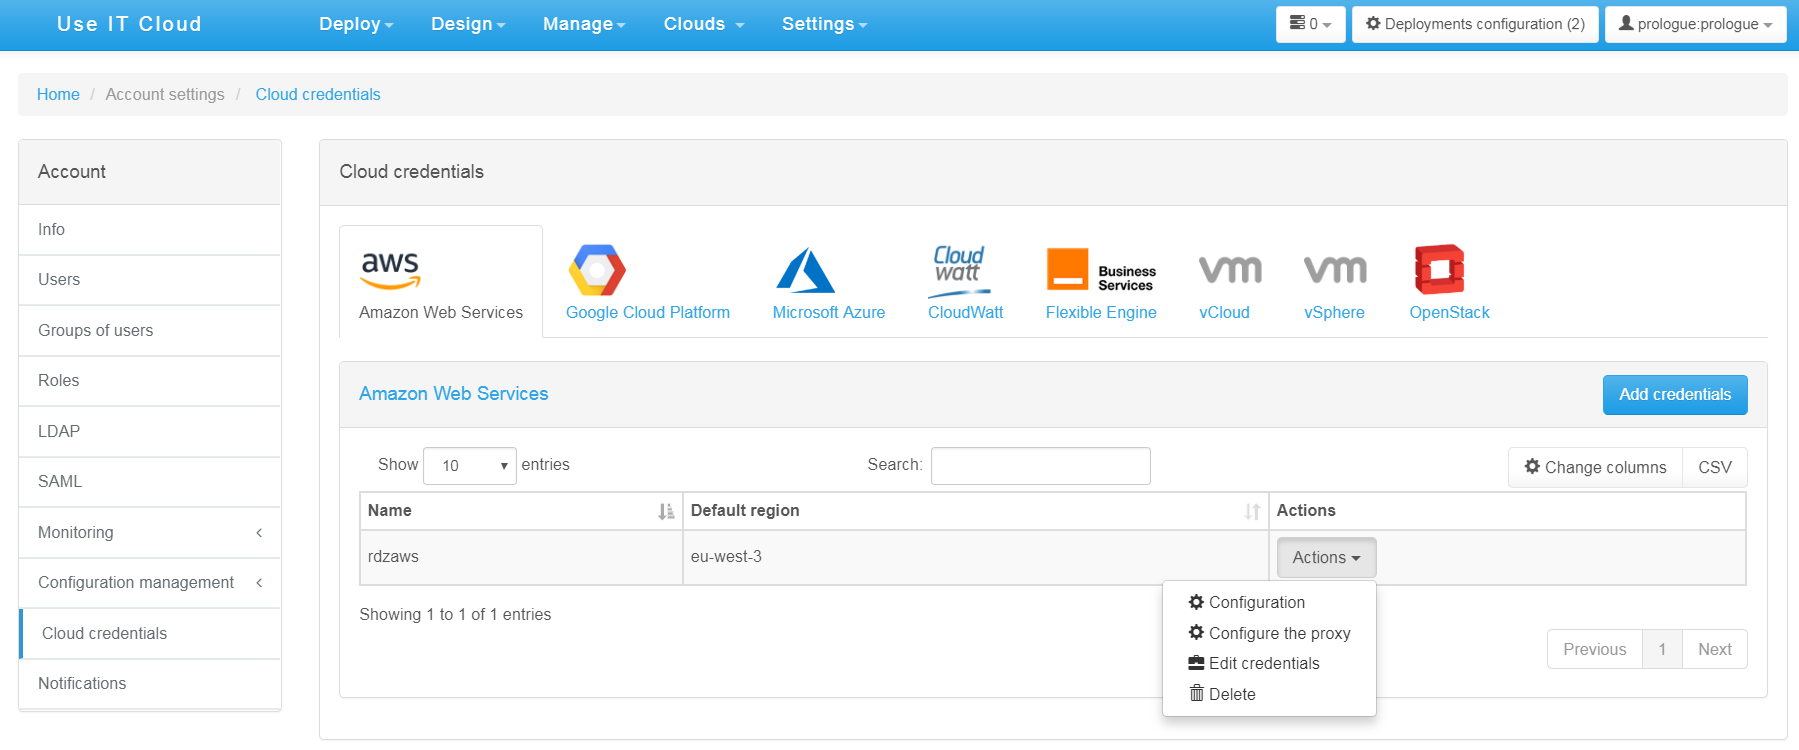 Use IT Cloud
Deploy Design Manage Clouds Settings
0 Deployments configuration (2) prologue:prologue
Home / Account settings / Cloud credentials
Account
Info
Users
Groups of users
Roles
LDAP
SAML
Monitoring
Configuration management
Cloud credentials
Notifications
Cloud credentials
aws
Amazon Web Services
Google Cloud Platform
Microsoft Azure
Cloud
watt
CloudWatt
Business
Services
Flexible Engine
vm
vCloud
vm
vSphere
OpenStack
Amazon Web Services
Add credentials
Show 10 entries
Search:
Change columns CSV
Name Default region Actions
rdzaws eu-west-3 Actions
Configuration
Configure the proxy
Edit credentials
Delete
Showing 1 to 1 of 1 entries
Previous 1 Next